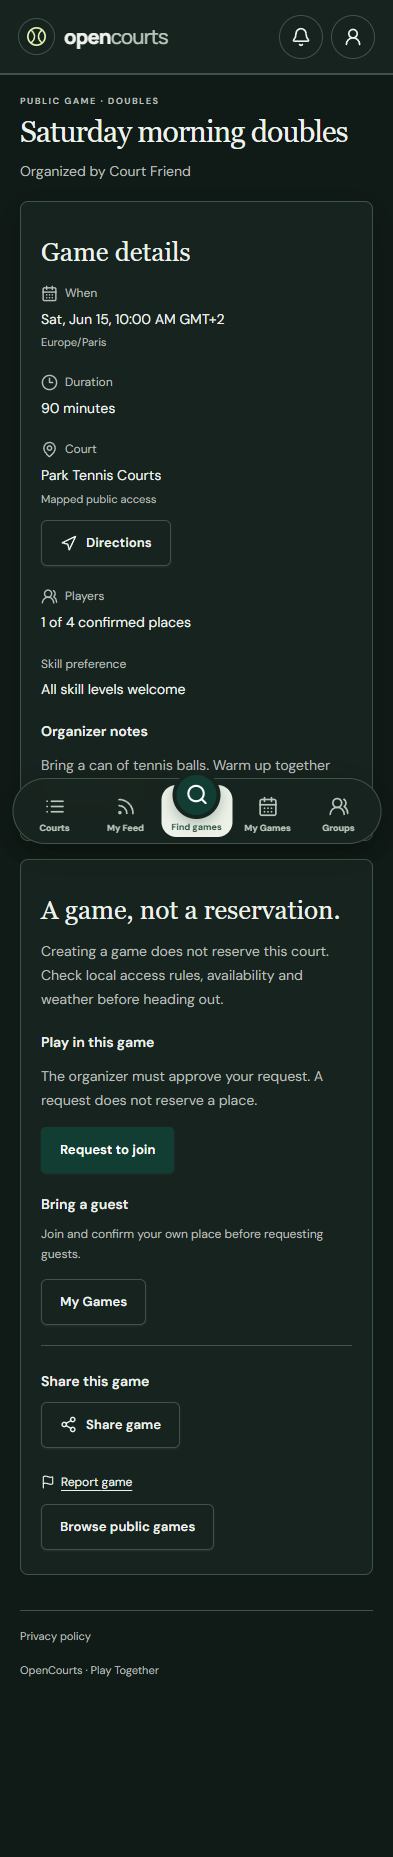 opencourts
PUBLIC GAME · DOUBLES
Saturday morning doubles
Organized by Court Friend
Game details
When
Sat, Jun 15, 10:00 AM GMT+2
Europe/Paris
Duration
90 minutes
Court
Park Tennis Courts
Mapped public access
Directions
Players
1 of 4 confirmed places
Skill preference
All skill levels welcome
Organizer notes
Bring a can of tennis balls. Warm up together
Courts
My Feed
Find games
My Games
Groups
A game, not a reservation.
Creating a game does not reserve this court.
Check local access rules, availability and
weather before heading out.
Play in this game
The organizer must approve your request. A
request does not reserve a place.
Request to join
Bring a guest
Join and confirm your own place before requesting
guests.
My Games
Share this game
Share game
Report game
Browse public games
Privacy policy
OpenCourts · Play Together